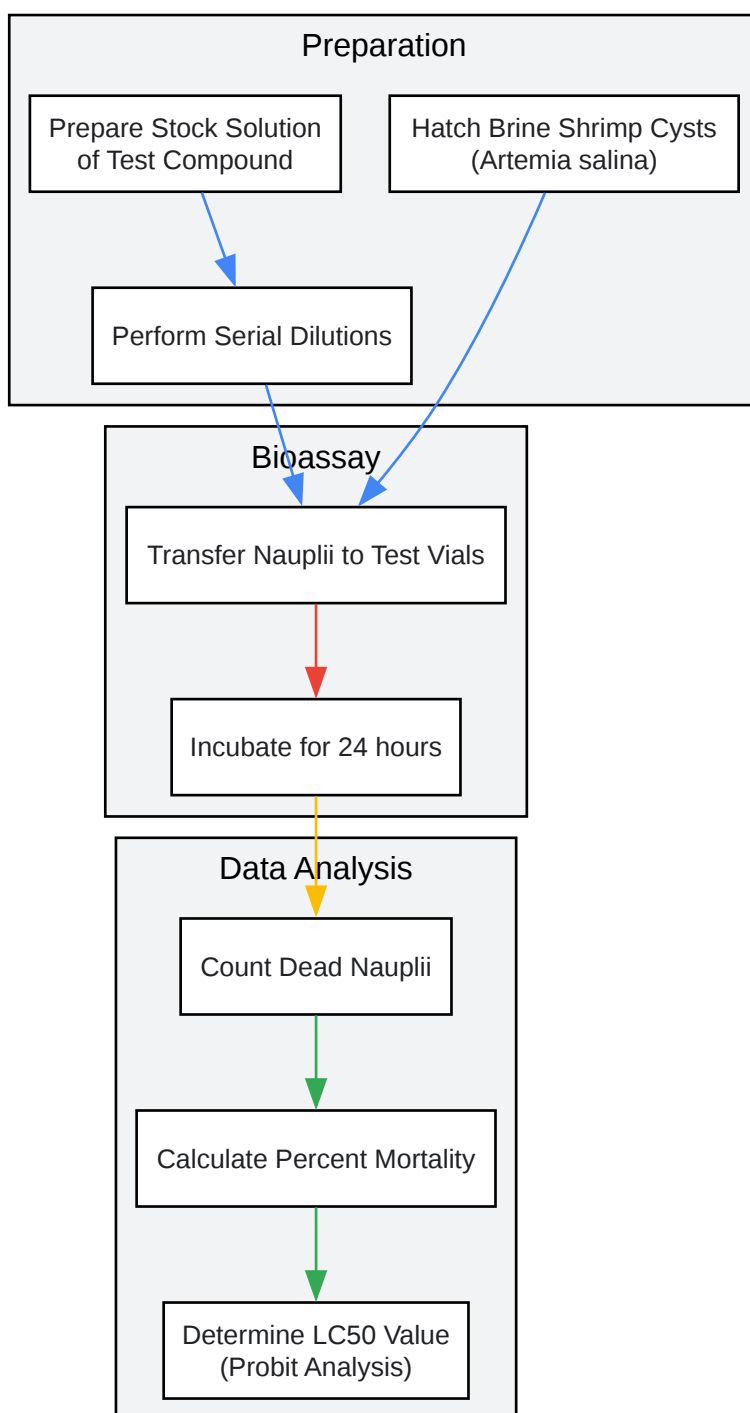 Preparation
Prepare Stock Solution
of Test Compound
Hatch Brine Shrimp Cysts
(Artemia salina)
Perform Serial Dilutions
Bioassay
Transfer Nauplii to Test Vials
Incubate for 24 hours
Data Analysis
Count Dead Nauplii
Calculate Percent Mortality
Determine LC50 Value
(Probit Analysis)